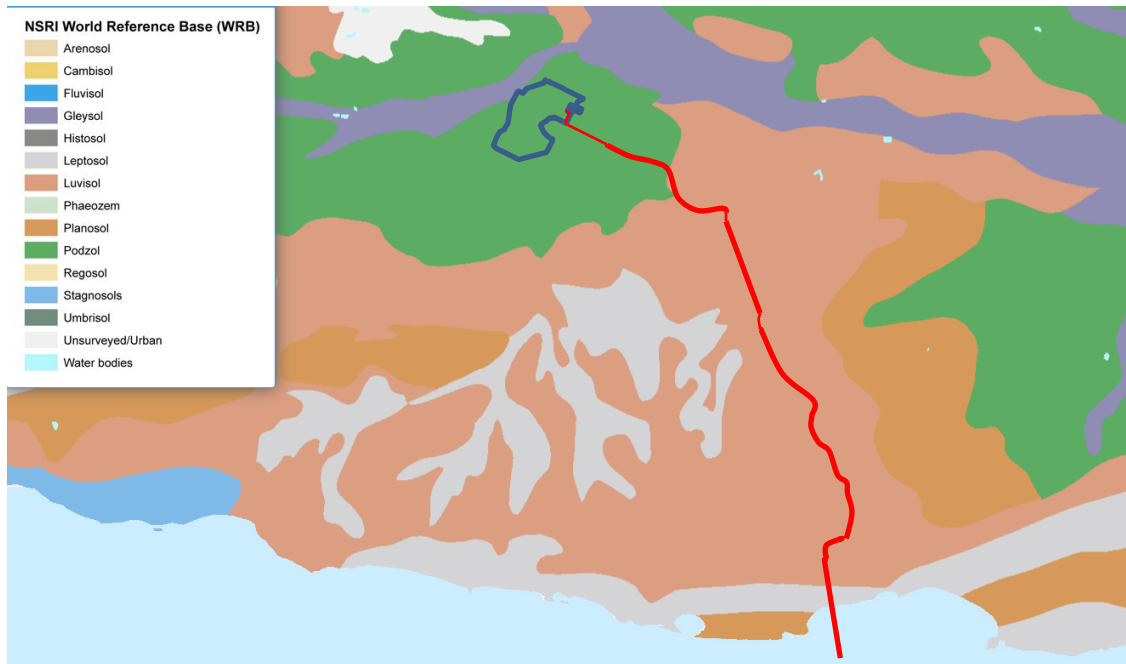 NSRI World Reference Base (WRB)
Arenosol
Cambisol
Fluvisol
Gleysol
Histosol
Leptosol
Luvisol
Phaeozem
Planosol
Podzol
Regosol
Stagnosols
Umbrisol
Unsurveyed/Urban
Water bodies